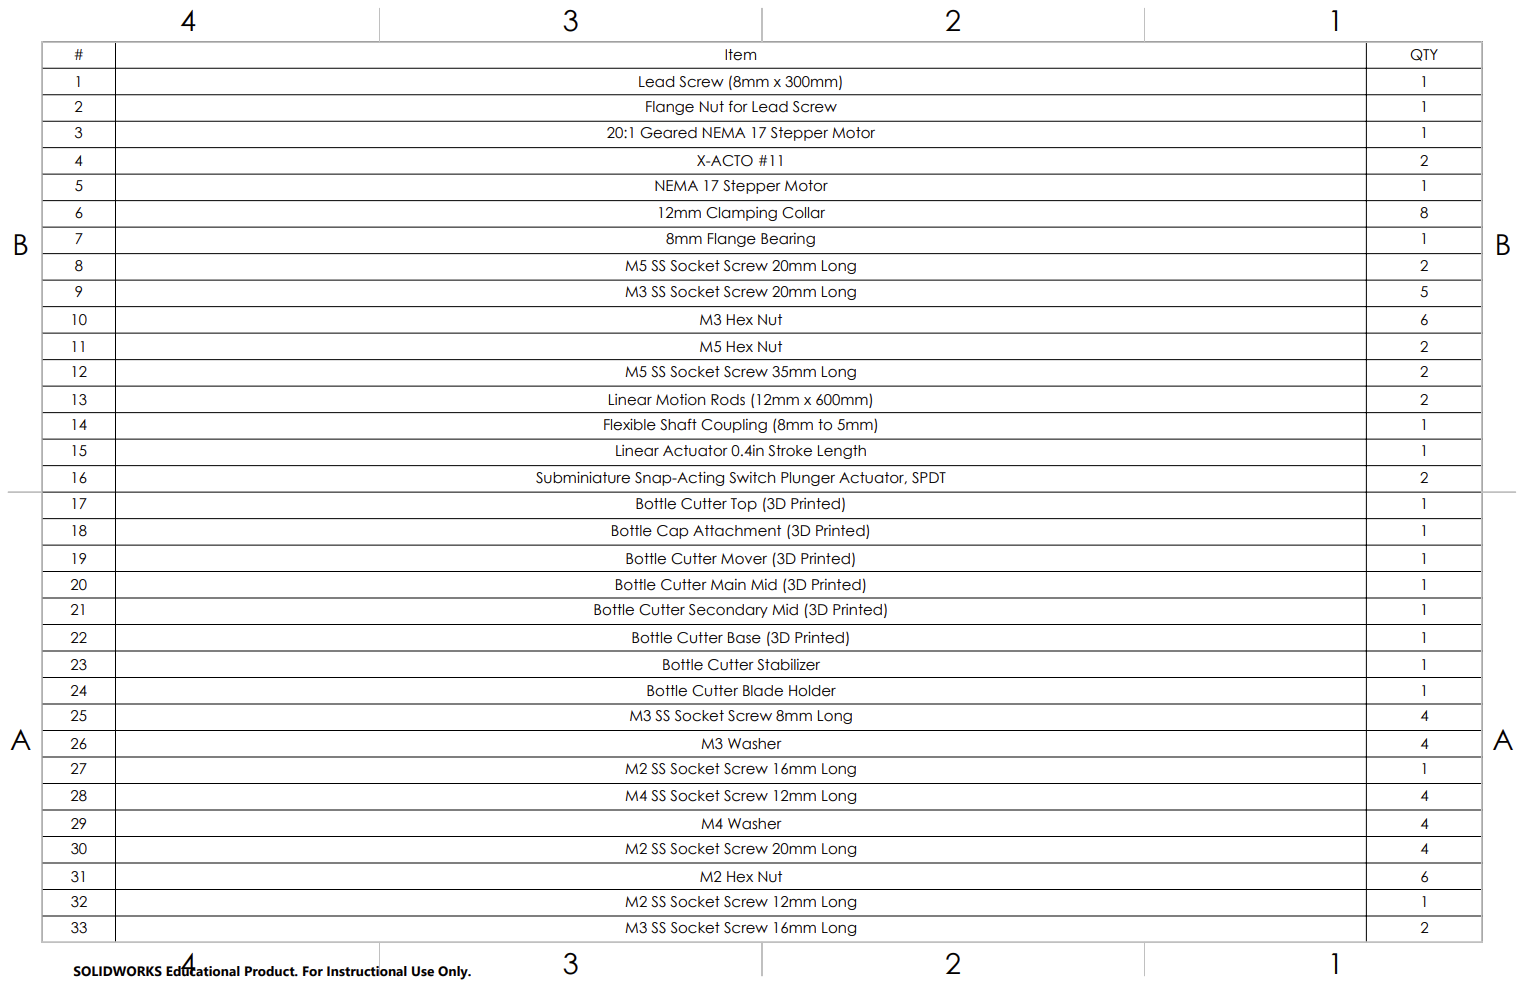 4 3 2 1
# Item QTY
1 Lead Screw (8mm x 300mm) 1
2 Flange Nut for Lead Screw 1
3 20:1 Geared NEMA 17 Stepper Motor 1
4 X-ACTO #11 2
5 NEMA 17 Stepper Motor 1
6 12mm Clamping Collar 8
7 8mm Flange Bearing 1
B B
8 M5 SS Socket Screw 20mm Long 2
9 M3 SS Socket Screw 20mm Long 5
10 M3 Hex Nut 6
11 M5 Hex Nut 2
12 M5 SS Socket Screw 35mm Long 2
13 Linear Motion Rods (12mm x 600mm) 2
14 Flexible Shaft Coupling (8mm to 5mm) 1
15 Linear Actuator 0.4in Stroke Length 1
16 Subminiature Snap-Acting Switch Plunger Actuator, SPDT 2
17 Bottle Cutter Top (3D Printed) 1
18 Bottle Cap Attachment (3D Printed) 1
19 Bottle Cutter Mover (3D Printed) 1
20 Bottle Cutter Main Mid (3D Printed) 1
21 Bottle Cutter Secondary Mid (3D Printed) 1
22 Bottle Cutter Base (3D Printed) 1
23 Bottle Cutter Stabilizer 1
24 Bottle Cutter Blade Holder 1
25 M3 SS Socket Screw 8mm Long 4
A A
26 M3 Washer 4
27 M2 SS Socket Screw 16mm Long 1
28 M4 SS Socket Screw 12mm Long 4
29 M4 Washer 4
30 M2 SS Socket Screw 20mm Long 4
31 M2 Hex Nut 6
32 M2 SS Socket Screw 12mm Long 1
33 M3 SS Socket Screw 16mm Long 2
4 3 2 1
SOLIDWORKS Educational Product. For Instructional Use Only.